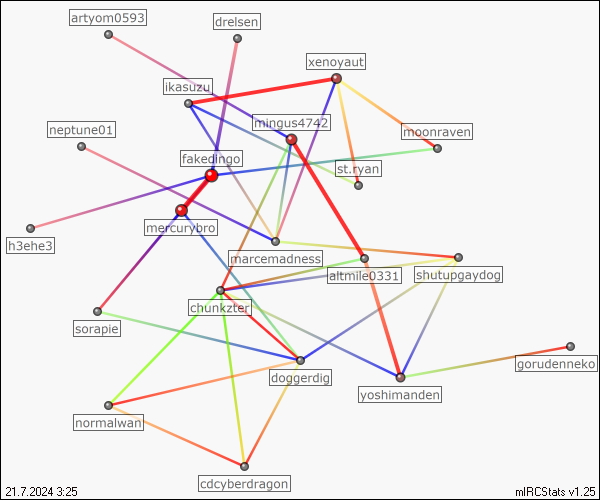 artyom0593
drelsen
xenoyaut
ikasuzu
mingus4742
neptune01
moonraven
fakedingo
st.ryan
mercurybro
h3ehe3
marcemadness
altmile0331
shutupgaydog
chunkzter
sorapie
gorudenneko
doggerdig
yoshimanden
normalwan
cdcyberdragon
21.7.2024 3:25
mIRCStats v1.25